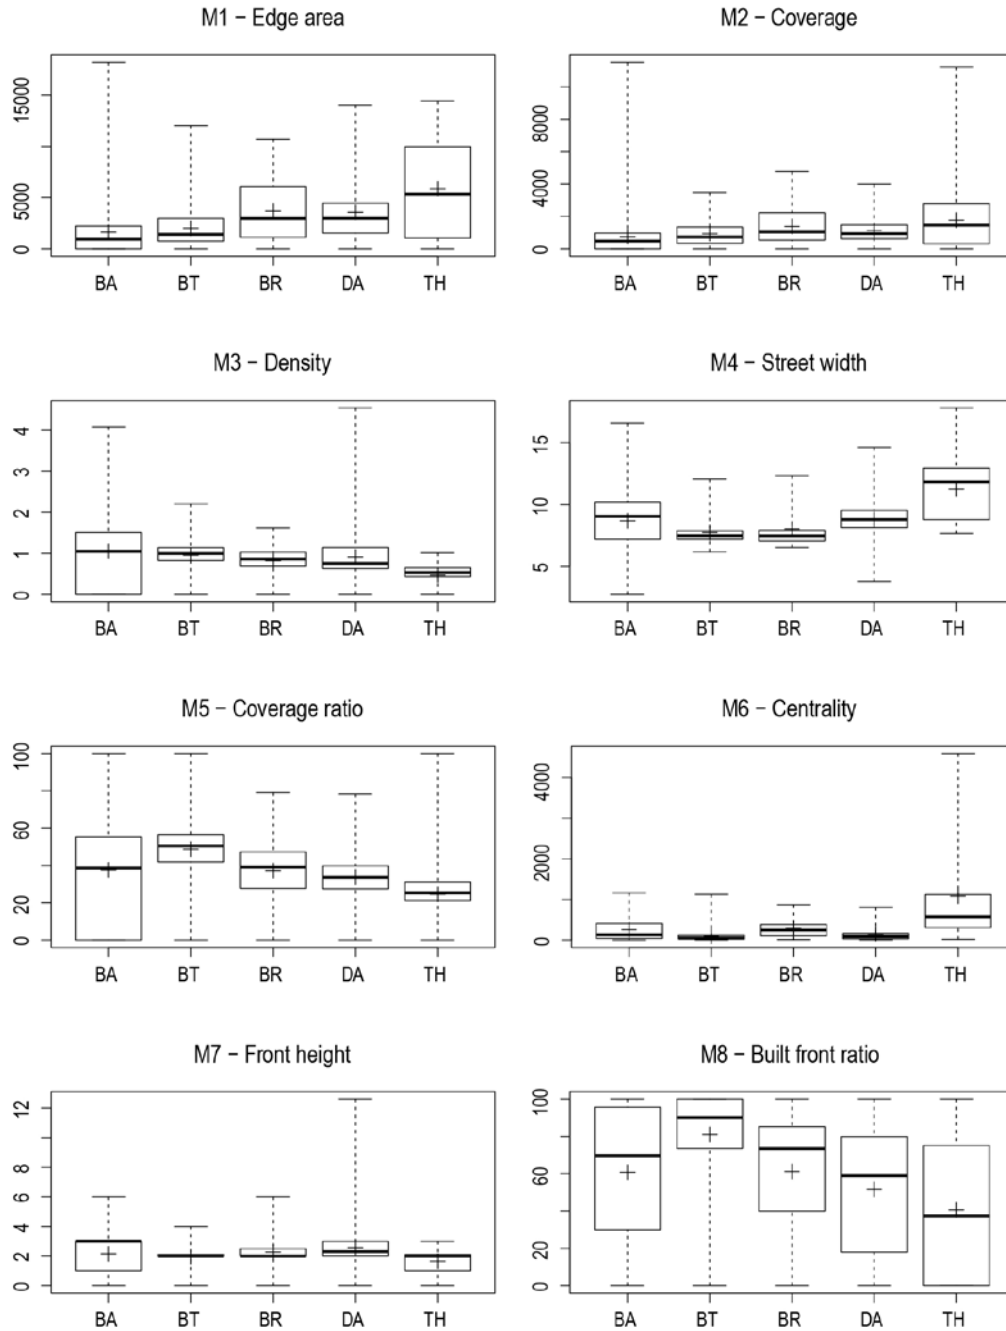 M1 − Edge area
M2 − Coverage
15000
5000
0
BA BT BR DA TH
8000
4000
0
BA BT BR DA TH
M3 − Density
M4 − Street width
4
3
2
1
0
BA BT BR DA TH
15
10
5
BA BT BR DA TH
M5 − Coverage ratio
M6 − Centrality
100
60
20
0
BA BT BR DA TH
4000
2000
0
BA BT BR DA TH
M7 − Front height
M8 − Built front ratio
12
8
6
4
2
0
BA BT BR DA TH
100
60
20
0
BA BT BR DA TH